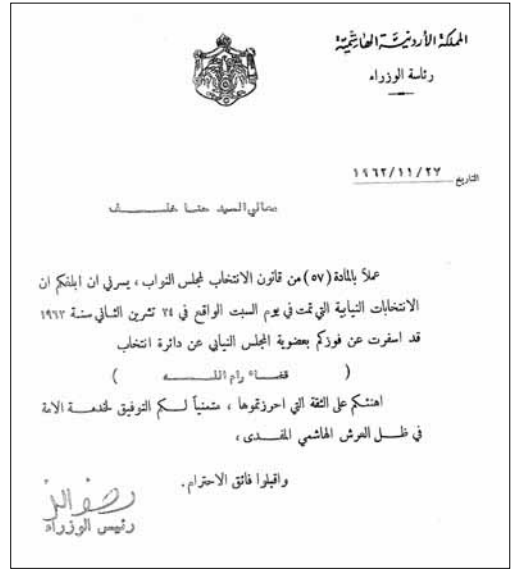 المملكة الأردنيّة الهاشميّة
رئاسة الوزراء
التاريخ ١٩٦٢/١١/٢٧
معالي السيد حنا خلف
عملاً بالمادة (٥٧) من قانون الانتخاب لمجلس النواب ، يسرني ان ابلغكم ان
الانتخابات النيابية التي تمت في يوم السبت الواقع في ٢٤ تشرين الثاني سنة ١٩٦٢
قد اسفرت عن فوزكم بعضوية المجلس النيابي عن دائرة انتخاب
( قضاء رام الله )
اهنئكم على الثقة التي احرزتموها ، متمنياً لكم التوفيق لخدمة الامة
في ظل العرش الهاشمي المفدى ،
واقبلوا فائق الاحترام .
رئيس الوزراء